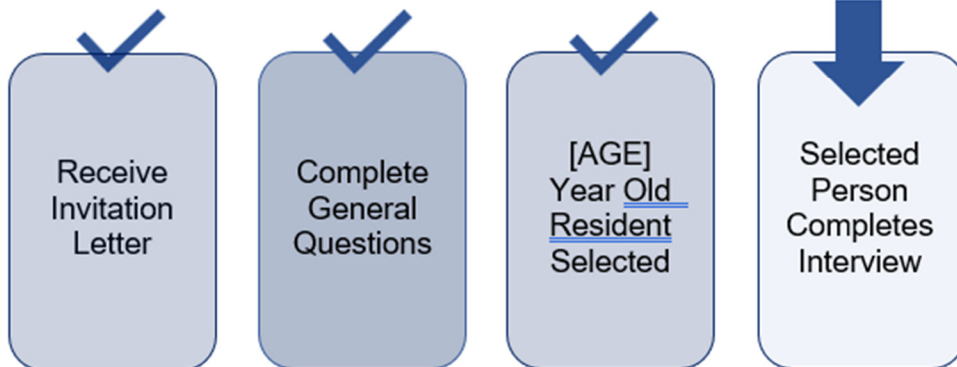 Receive
Invitation
Letter
Complete
General
Questions
[AGE]
Year Old
Resident
Selected
Selected
Person
Completes
Interview